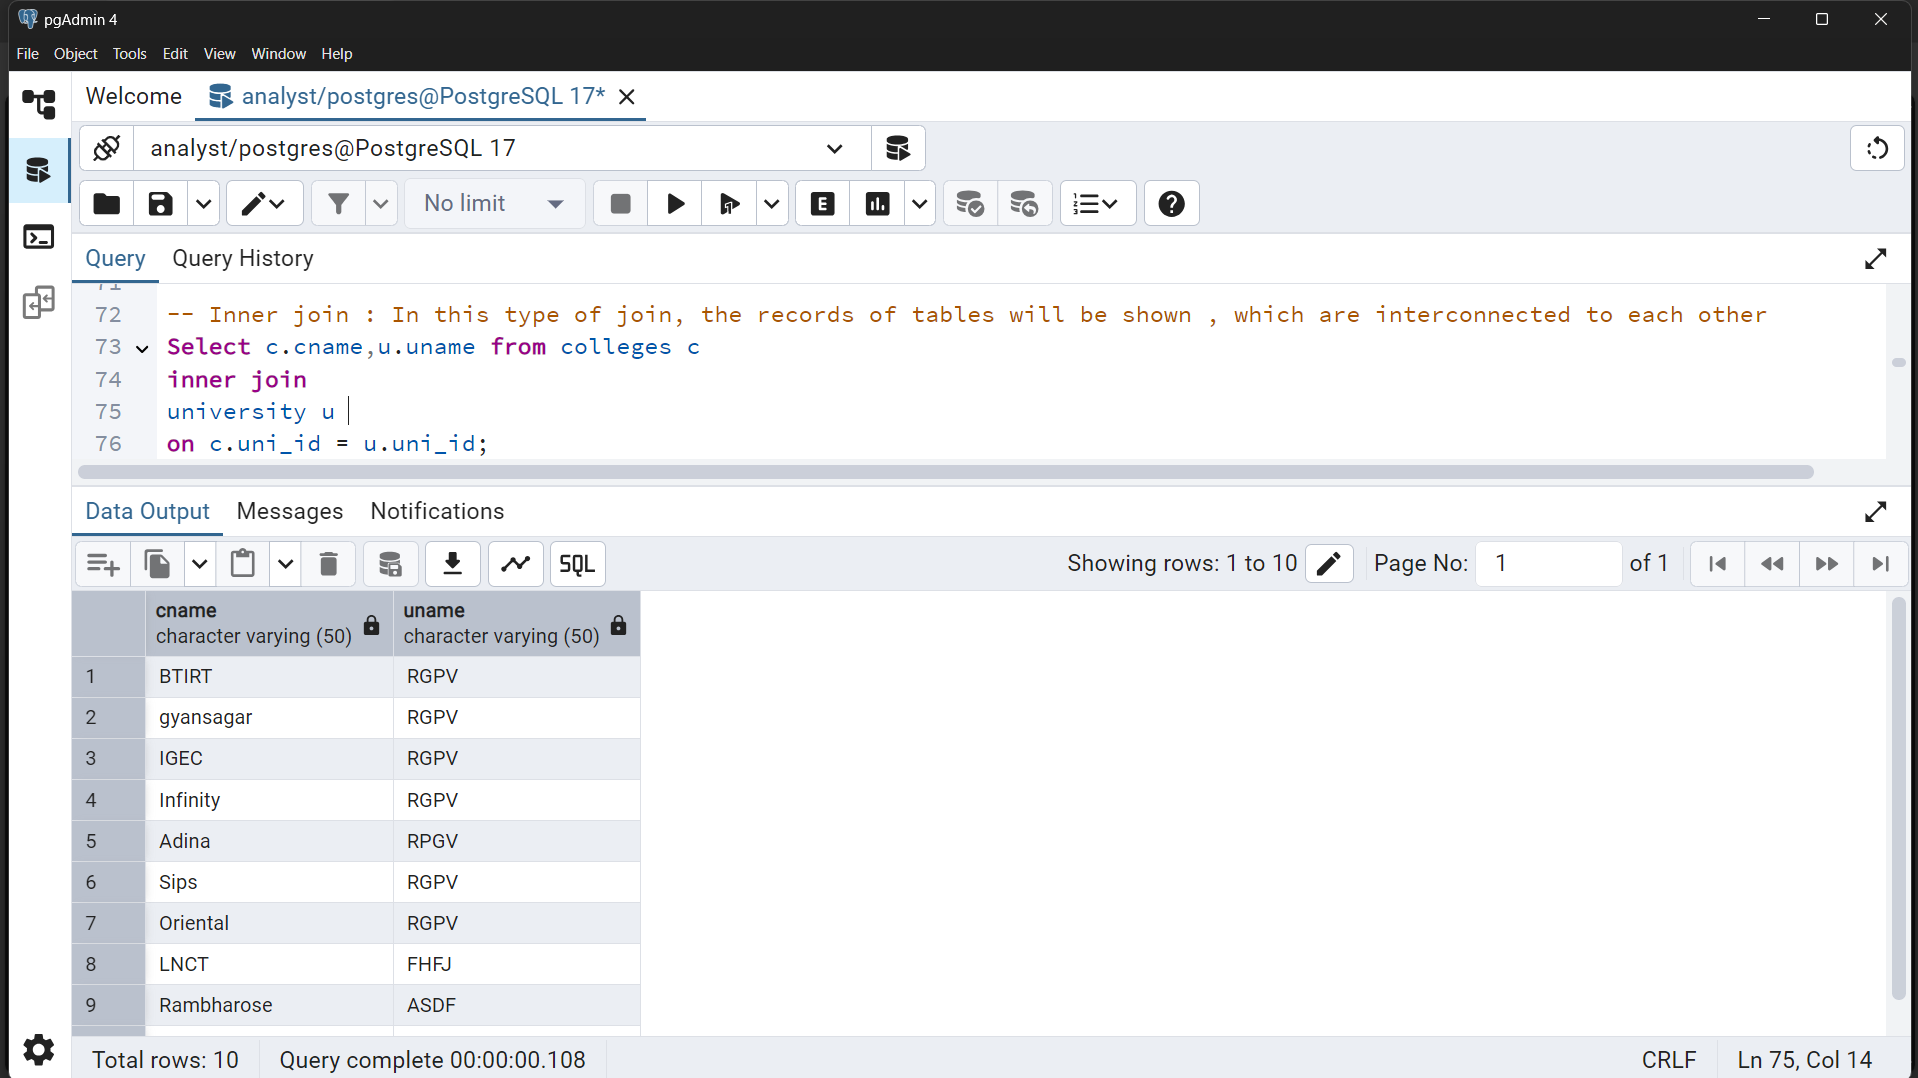 pgAdmin 4
File Object Tools Edit View Window Help
Welcome analyst/postgres@PostgreSQL 17*
analyst/postgres@PostgreSQL 17
No limit
E
Query Query History
71
72 -- Inner join : In this type of join, the records of tables will be shown , which are interconnected to each other
73 Select c.cname,u.uname from colleges c
74 inner join
75 university u
76 on c.uni_id = u.uni_id;
Data Output Messages Notifications
SQL Showing rows: 1 to 10 Page No: 1 of 1
cname uname
character varying (50) character varying (50)
1 BTIRT RGPV
2 gyansagar RGPV
3 IGEC RGPV
4 Infinity RGPV
5 Adina RPGV
6 Sips RGPV
7 Oriental RGPV
8 LNCT FHFJ
9 Rambharose ASDF
Total rows: 10 Query complete 00:00:00.108 CRLF Ln 75, Col 14